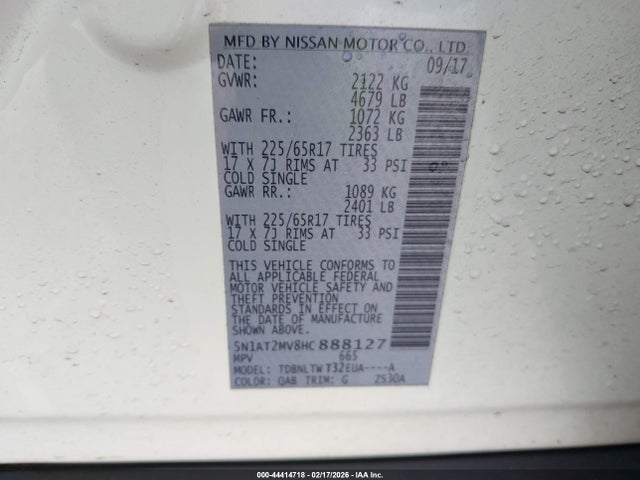 MFD BY NISSAN MOTOR CO., LTD.
DATE: 09/17
GVWR: 2122 KG
4679 LB
GAWR FR.: 1072 KG
2363 LB
WITH 225/65R17 TIRES
17 X 7J RIMS AT 33 PSI
COLD SINGLE
GAWR RR.: 1089 KG
2401 LB
WITH 225/65R17 TIRES
17 X 7J RIMS AT 33 PSI
COLD SINGLE
THIS VEHICLE CONFORMS TO
ALL APPLICABLE FEDERAL
MOTOR VEHICLE SAFETY AND
THEFT PREVENTION
STANDARDS IN EFFECT ON
THE DATE OF MANUFACTURE
SHOWN ABOVE.
5N1AT2MV8HC888127
MPV 665
MODEL: TDBNLTW T32EUA----A
COLOR: QAB TRIM: G ZS30A
000-44414718 - 02/17/2026 - IAA Inc.